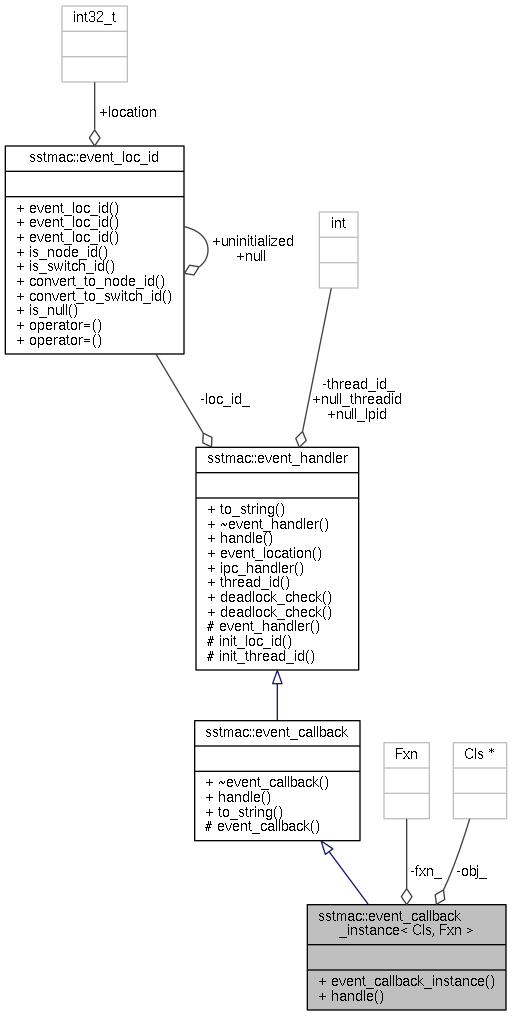 int32_t
+location
sstmac::event_loc_id
+ event_loc_id()
+ event_loc_id()
+ event_loc_id()
+ is_node_id()
+ is_switch_id()
+ convert_to_node_id()
+ convert_to_switch_id()
+ is_null()
+ operator=()
+ operator=()
+uninitialized
+null
int
-loc_id_
-thread_id_
+null_threadid
+null_lpid
sstmac::event_handler
+ to_string()
+ ~event_handler()
+ handle()
+ event_location()
+ ipc_handler()
+ thread_id()
+ deadlock_check()
+ deadlock_check()
# event_handler()
# init_loc_id()
# init_thread_id()
sstmac::event_callback
+ ~event_callback()
+ handle()
+ to_string()
# event_callback()
Fxn
Cls *
-fxn_
-obj_
sstmac::event_callback
_instance< Cls, Fxn >
+ event_callback_instance()
+ handle()